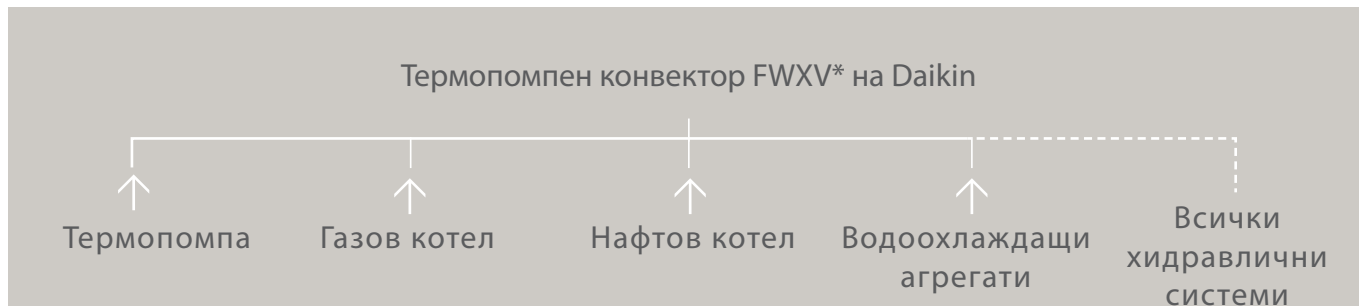 Термопомпен конвектор FWXV* на Daikin
Термопомпа
Газов котел
Нафтов котел
Водоохлаждащи
агрегати
Всички
хидравлични
системи